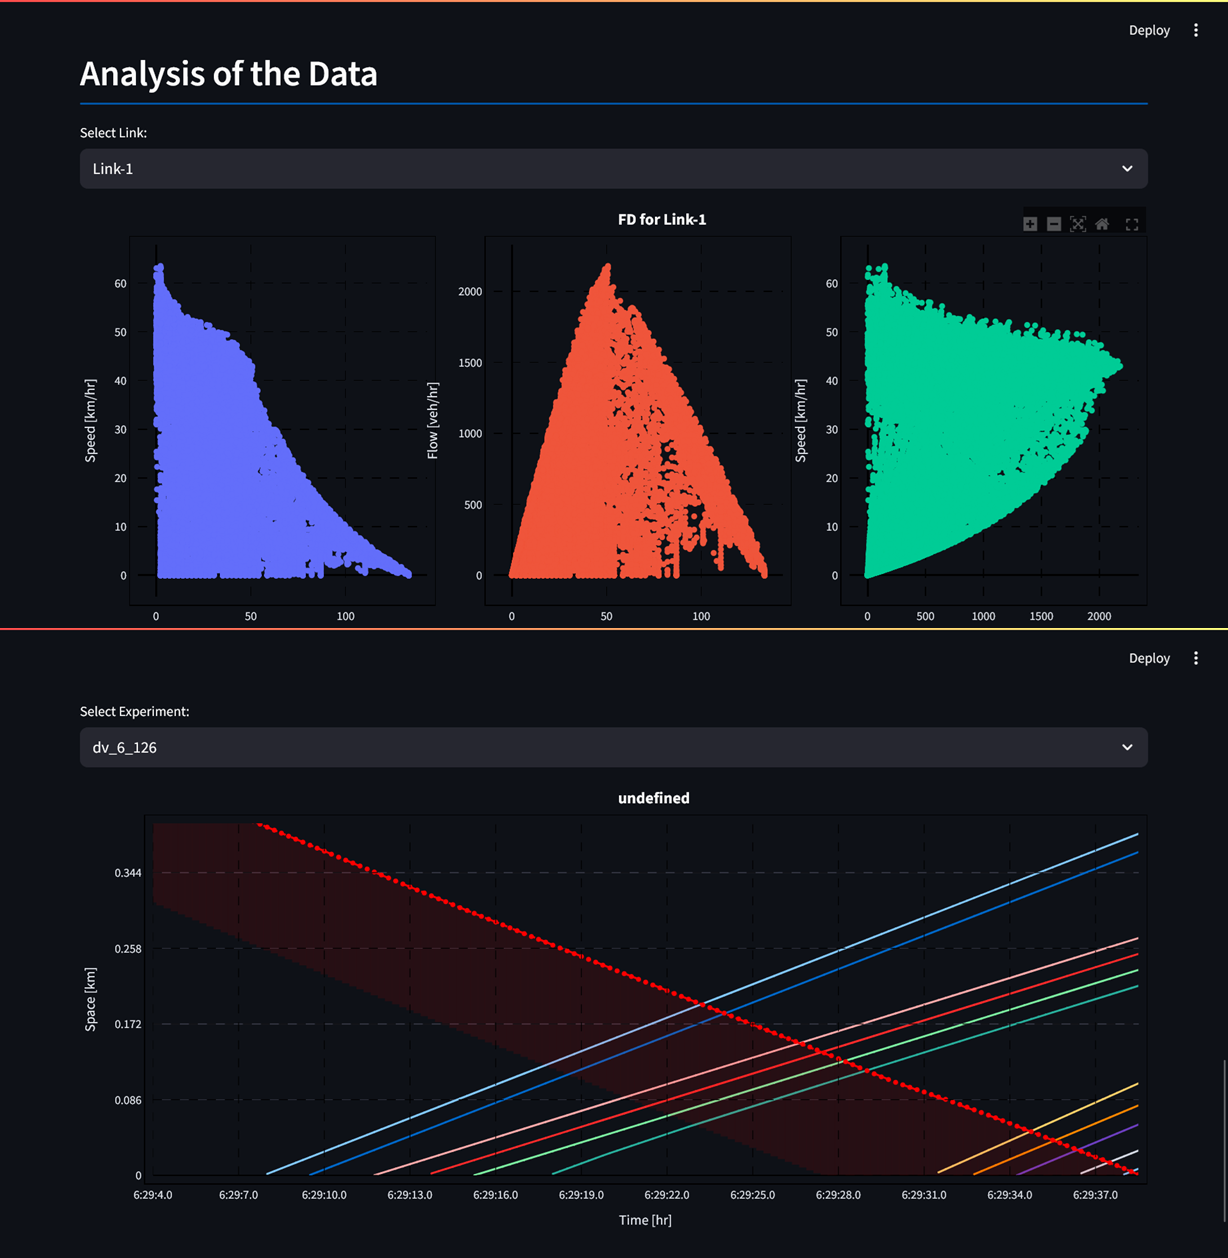 Deploy
Analysis of the Data
Select Link:
Link-1
FD for Link-1
Speed [km/hr]
60
50
40
30
20
10
0
0 50 100
Flow [veh/hr]
2000
1500
1000
500
0
0 50 100
Speed [km/hr]
60
50
40
30
20
10
0
0 500 1000 1500 2000
Deploy
Select Experiment:
dv_6_126
undefined
Space [km]
0.344
0.258
0.172
0.086
0
6:29:4.0 6:29:7.0 6:29:10.0 6:29:13.0 6:29:16.0 6:29:19.0 6:29:22.0 6:29:25.0 6:29:28.0 6:29:31.0 6:29:34.0 6:29:37.0
Time [hr]